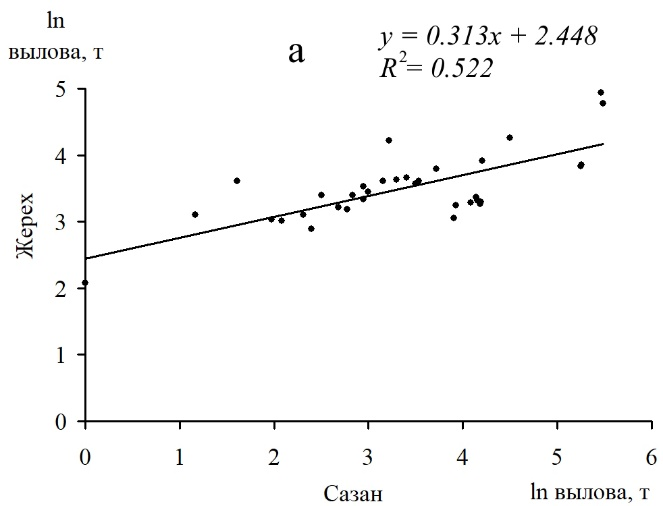 ln
вылова, т
а
y = 0.313x + 2.448
R²= 0.522
5
4
3
2
1
0
Жерех
0 1 2 3 4 5 6
Сазан
ln вылова, т